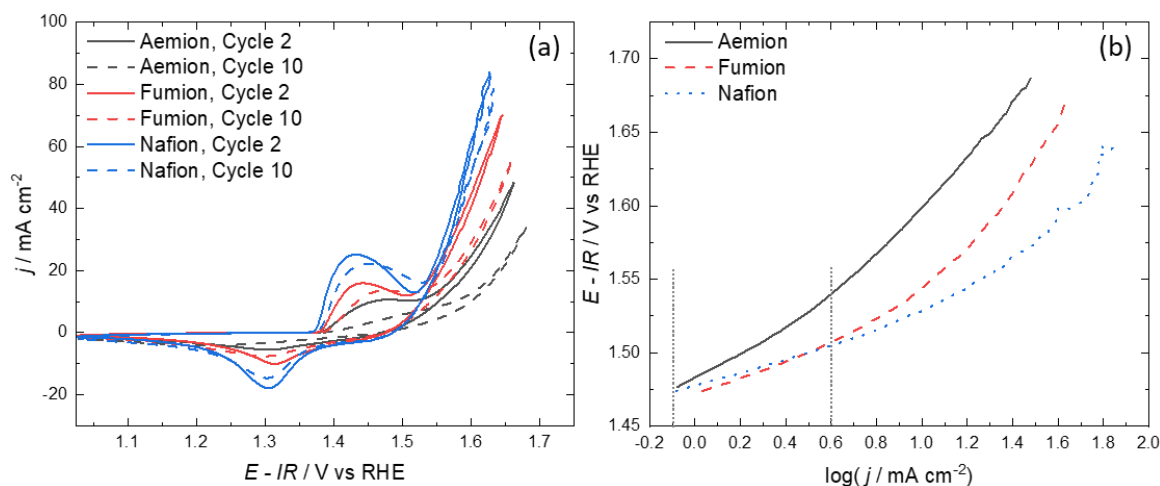 (a)
Aemion, Cycle 2
Aemion, Cycle 10
Fumion, Cycle 2
Fumion, Cycle 10
Nafion, Cycle 2
Nafion, Cycle 10
100
80
60
40
20
0
-20
j / mA cm⁻²
1.1 1.2 1.3 1.4 1.5 1.6 1.7
E - IR / V vs RHE
(b)
Aemion
Fumion
Nafion
1.70
1.65
1.60
1.55
1.50
1.45
E - IR / V vs RHE
-0.2 0.0 0.2 0.4 0.6 0.8 1.0 1.2 1.4 1.6 1.8 2.0
log(j / mA cm⁻²)